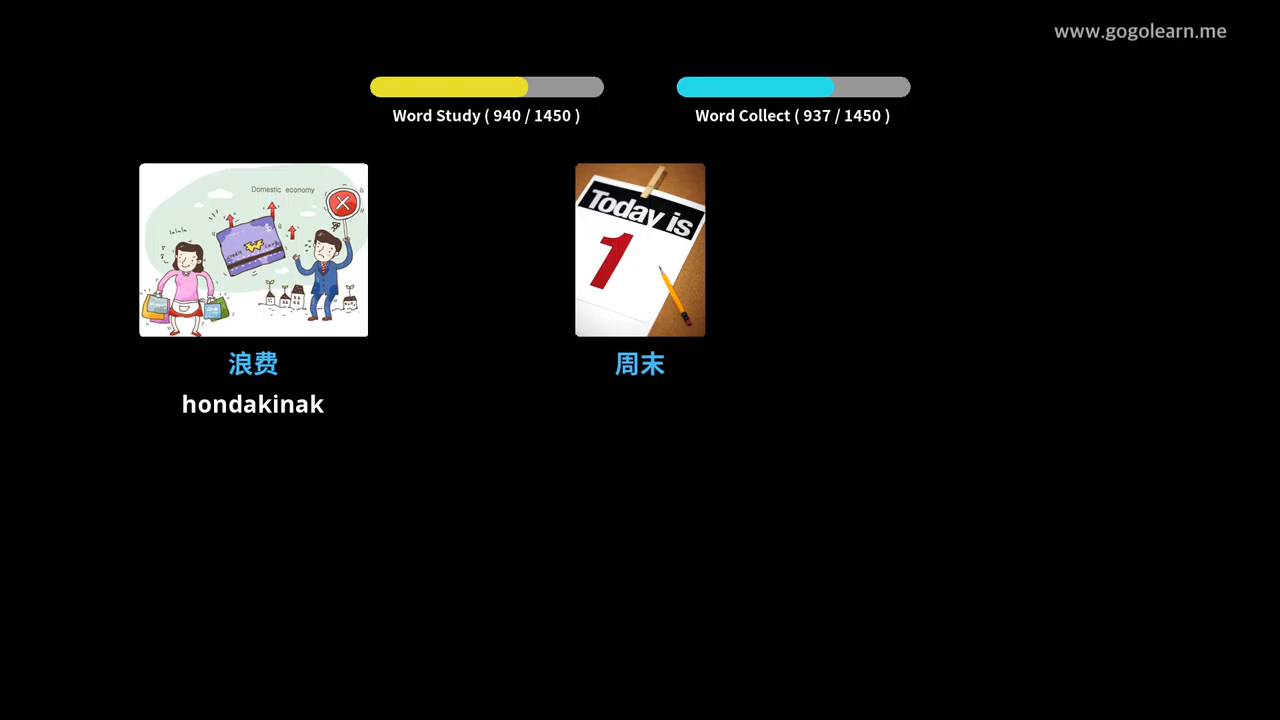 www.gogolearn.me
Word Study ( 940 / 1450 )
Word Collect ( 937 / 1450 )
Domestic economy
lalala
Today is
1
浪费
周末
hondakinak